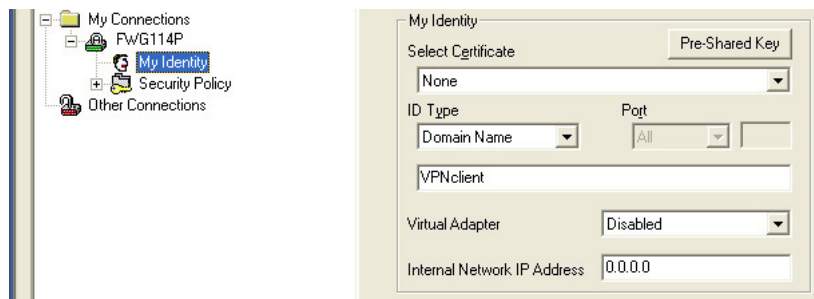 My Connections
FWG114P
My Identity
Security Policy
Other Connections
My Identity
Select Certificate
Pre-Shared Key
None
ID Type
Port
Domain Name
All
VPNclient
Virtual Adapter
Disabled
Internal Network IP Address
0.0.0.0